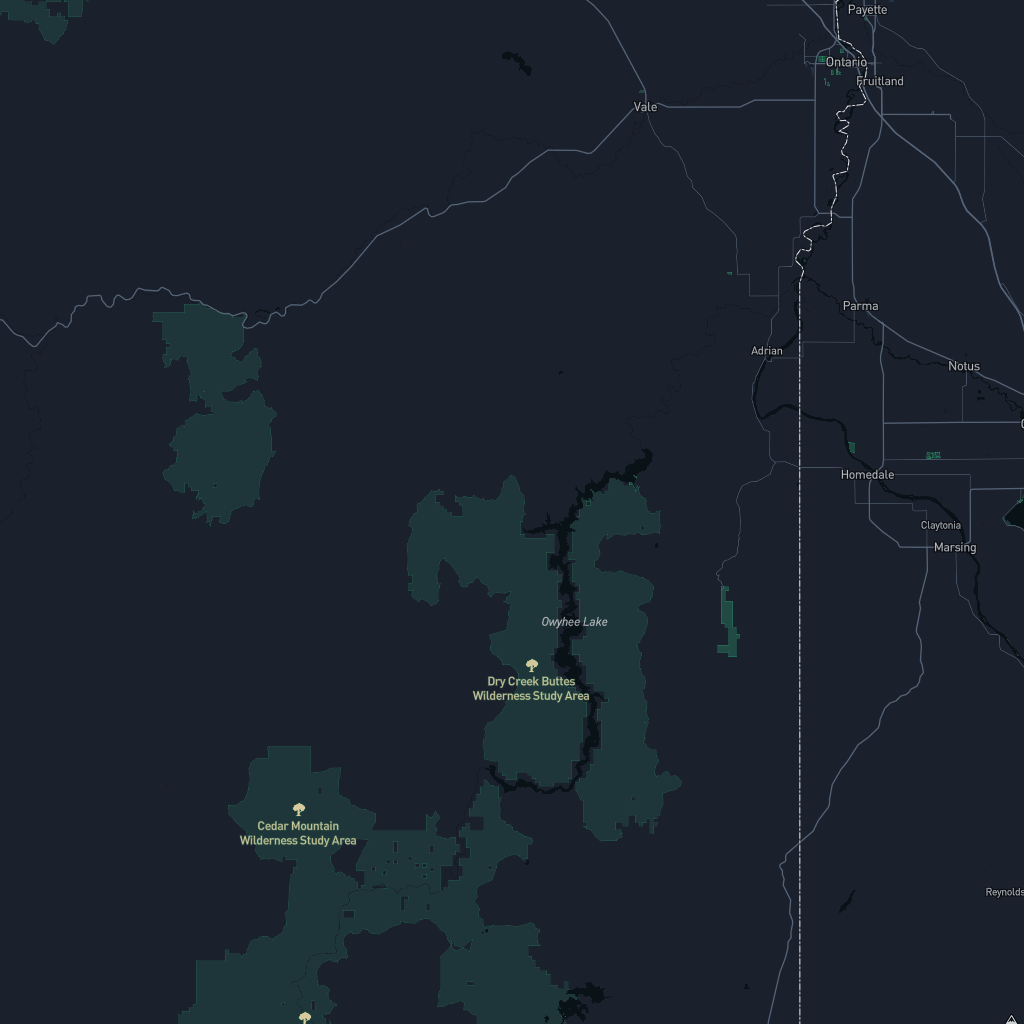 Payette
Ontario
Fruitland
Vale
Parma
Adrian
Notus
Homedale
Claytonia
Marsing
Owyhee Lake
Dry Creek Buttes
Wilderness Study Area
Cedar Mountain
Wilderness Study Area
Reynolds